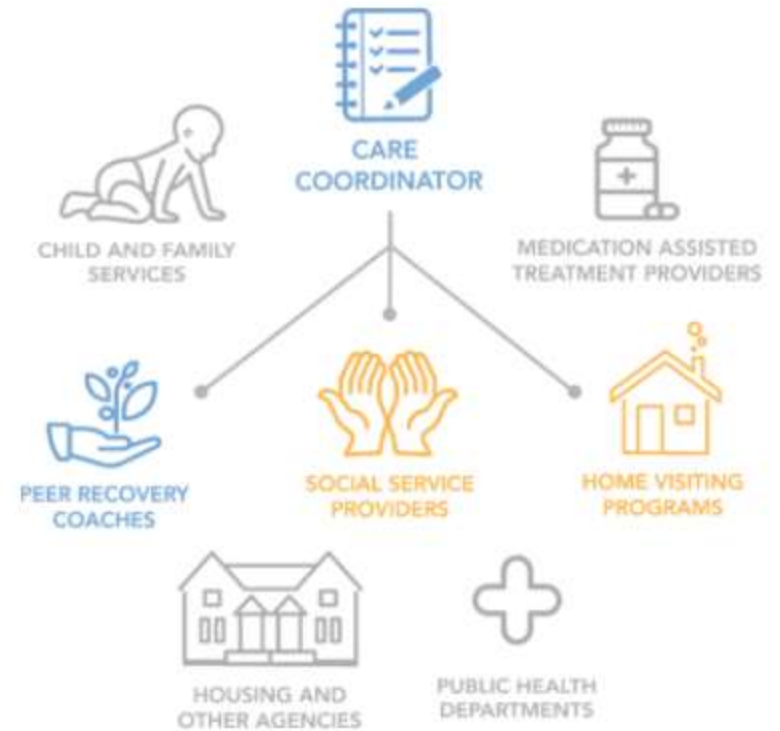 CARE
COORDINATOR
CHILD AND FAMILY
SERVICES
MEDICATION ASSISTED
TREATMENT PROVIDERS
PEER RECOVERY
COACHES
SOCIAL SERVICE
PROVIDERS
HOME VISITING
PROGRAMS
HOUSING AND
OTHER AGENCIES
PUBLIC HEALTH
DEPARTMENTS